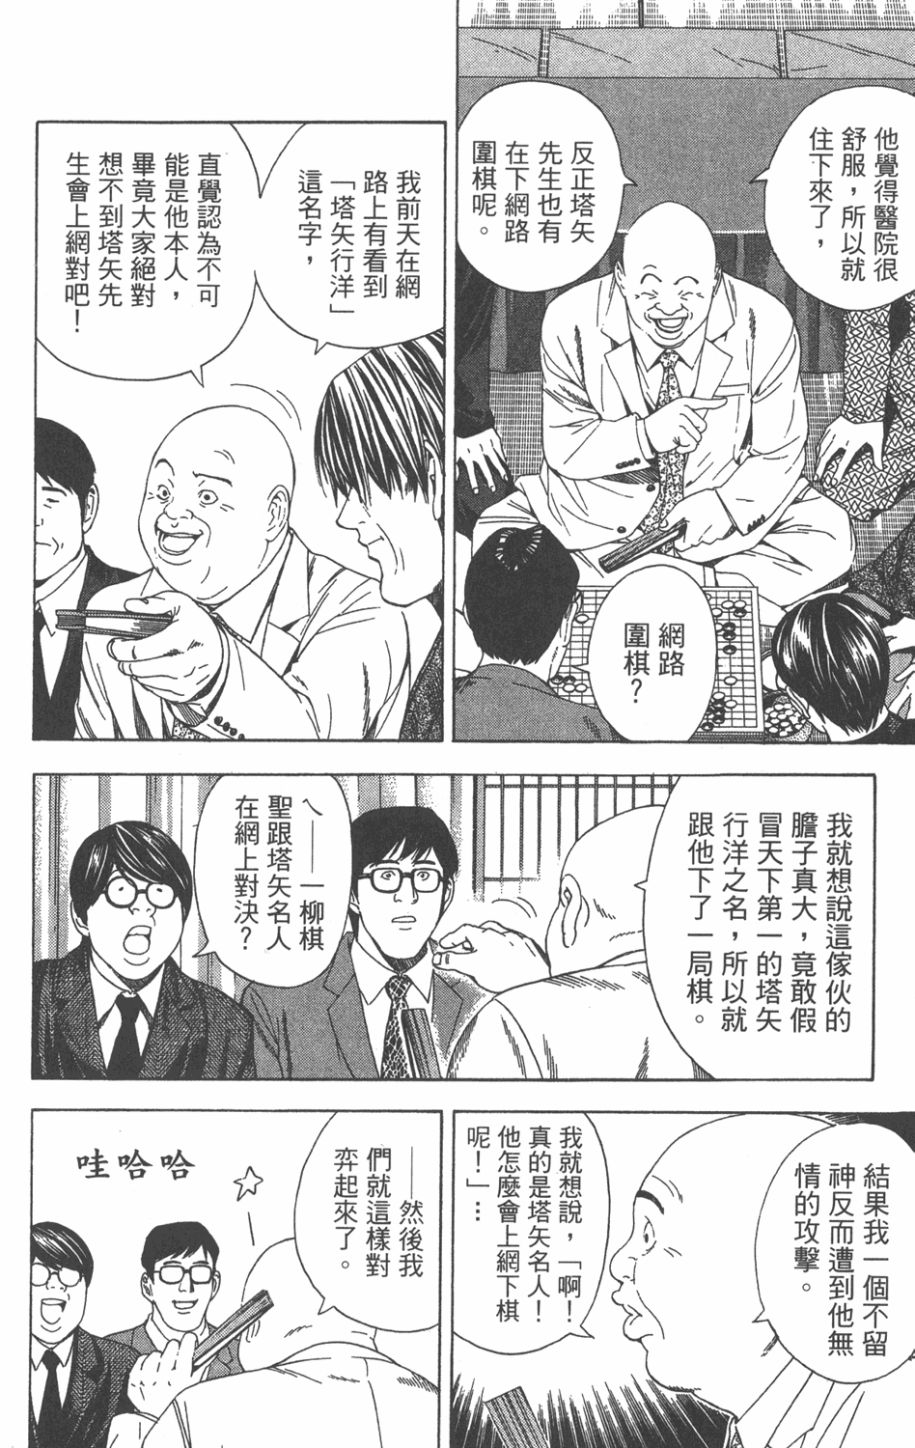 他覺得醫院很
舒服，所以就
住下來了，
反正塔矢
先生也有
在下網路
圍棋呢。
網路
圍棋？
我前天在網
路上有看到
「塔矢行洋」
這名字，
直覺認為不可
能是他本人，
畢竟大家絕對
想不到塔矢先
生會上網對吧！
我就想說這傢伙的
膽子真大，竟敢假
冒天下第一的塔矢
行洋之名，所以就
跟他下了一局棋。
ㄟ——一柳棋
聖跟塔矢名人
在網上對決？
結果我一個不留
神反而遭到他無
情的攻擊。
我就想說，「啊！
真的是塔矢名人！
他怎麼會上網下棋
呢！」…
——然後我
們就這樣對
弈起來了。
哇哈哈